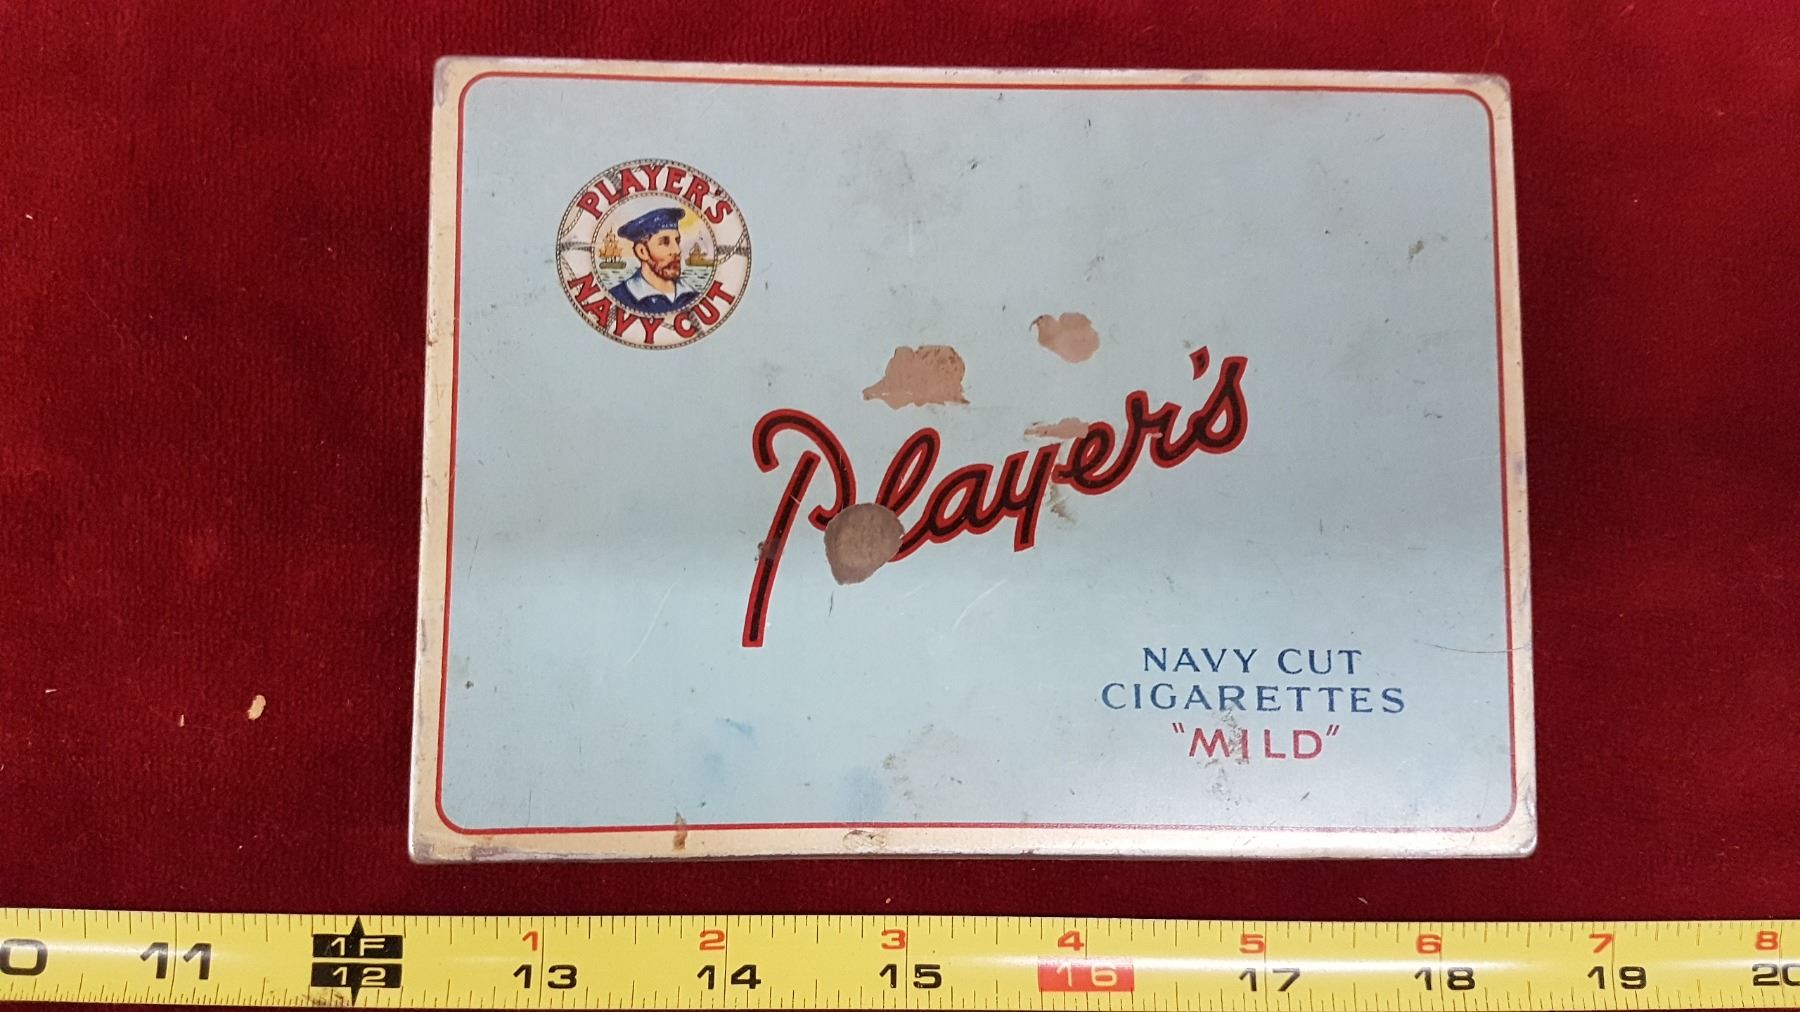 PLAYER'S
NAVY CUT
Player's
NAVY CUT
CIGARETTES
"MILD"
1F 1 2 3 4 5 6 7 8
0 11 12 13 14 15 16 17 18 19 20